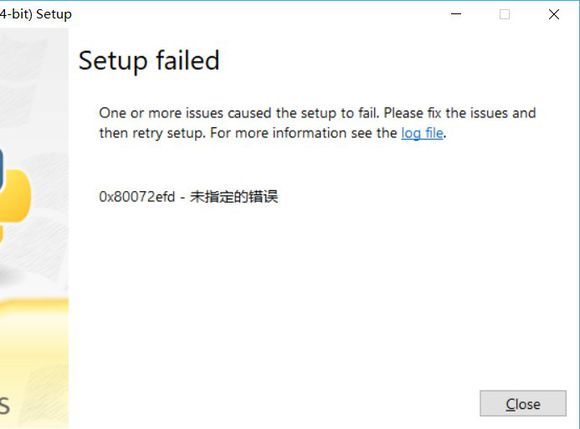 4-bit) Setup
Setup failed
One or more issues caused the setup to fail. Please fix the issues and
then retry setup. For more information see the log file.
0x80072efd - 未指定的错误
s
Close